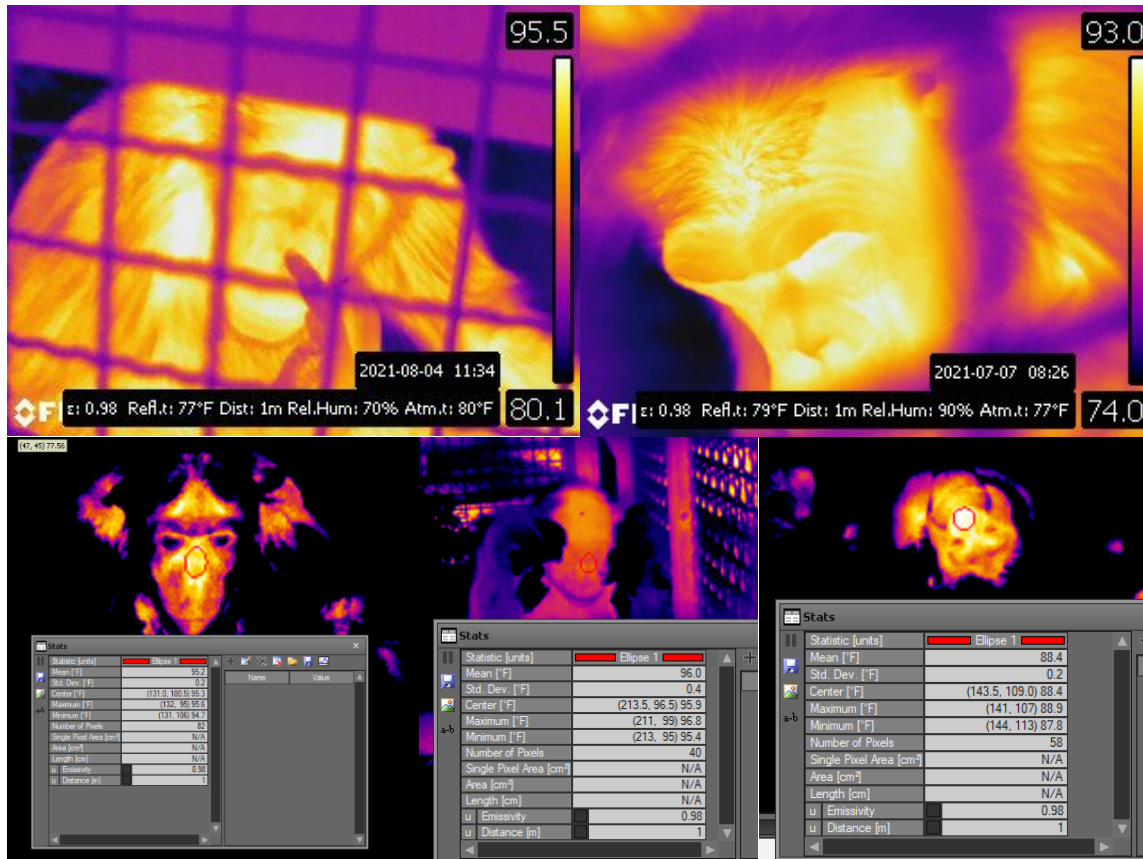 95.5
2021-08-04 11:34
FL ε: 0.98 Refl.t: 77°F Dist: 1m Rel.Hum: 70% Atm.t: 80°F 80.1
93.0
2021-07-07 08:26
FL ε: 0.98 Refl.t: 79°F Dist: 1m Rel.Hum: 90% Atm.t: 77°F 74.0
(47, 45) 77.56
Stats
Statistic [units] Ellipse 1
Mean [°F] 95.2
Std. Dev. [°F] 0.2
Center [°F] (131.0, 100.5) 95.3
Maximum [°F] (132, 95) 95.6
Minimum [°F] (131, 106) 94.7
Number of Pixels 82
Single Pixel Area [cm²] N/A
Area [cm²] N/A
Length [cm] N/A
u Emissivity 0.98
u Distance [m] 1
a-b
Name Value
Stats
Statistic [units] Ellipse 1
Mean [°F] 96.0
Std. Dev. [°F] 0.4
Center [°F] (213.5, 96.5) 95.9
Maximum [°F] (211, 99) 96.8
Minimum [°F] (213, 95) 95.4
Number of Pixels 40
Single Pixel Area [cm²] N/A
Area [cm²] N/A
Length [cm] N/A
u Emissivity 0.98
u Distance [m] 1
a-b
Stats
Statistic [units] Ellipse 1
Mean [°F] 88.4
Std. Dev. [°F] 0.2
Center [°F] (143.5, 109.0) 88.4
Maximum [°F] (141, 107) 88.9
Minimum [°F] (144, 113) 87.8
Number of Pixels 58
Single Pixel Area [cm²] N/A
Area [cm²] N/A
Length [cm] N/A
u Emissivity 0.98
u Distance [m] 1
a-b